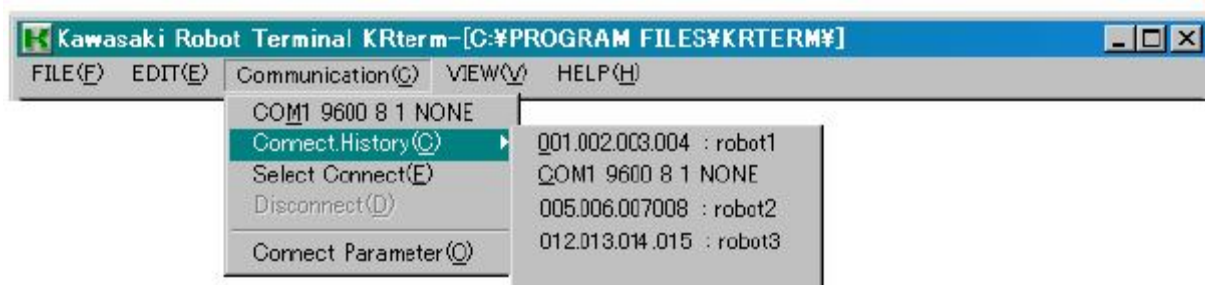 Kawasaki Robot Terminal KRterm-[C:¥PROGRAM FILES¥KRTERM¥]
FILE(F) EDIT(E) Communication(C) VIEW(V) HELP(H)
COM1 9600 8 1 NONE
Connect.History(C)
Select Connect(E)
Disconnect(D)
Connect Parameter(O)
001.002.003.004 : robot1
COM1 9600 8 1 NONE
005.006.007008 : robot2
012.013.014.015 : robot3